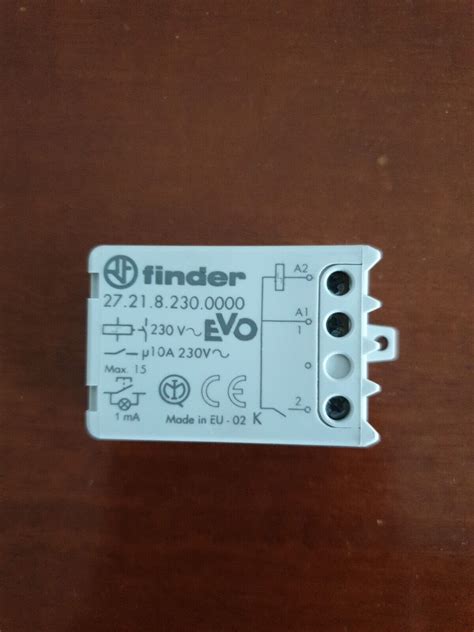 finder
27.21.8.230.0000
230 V~ EVO
µ10A 230V~
Max. 15
1 mA
CE
Made in EU - 02 K
A2
A1
1
2